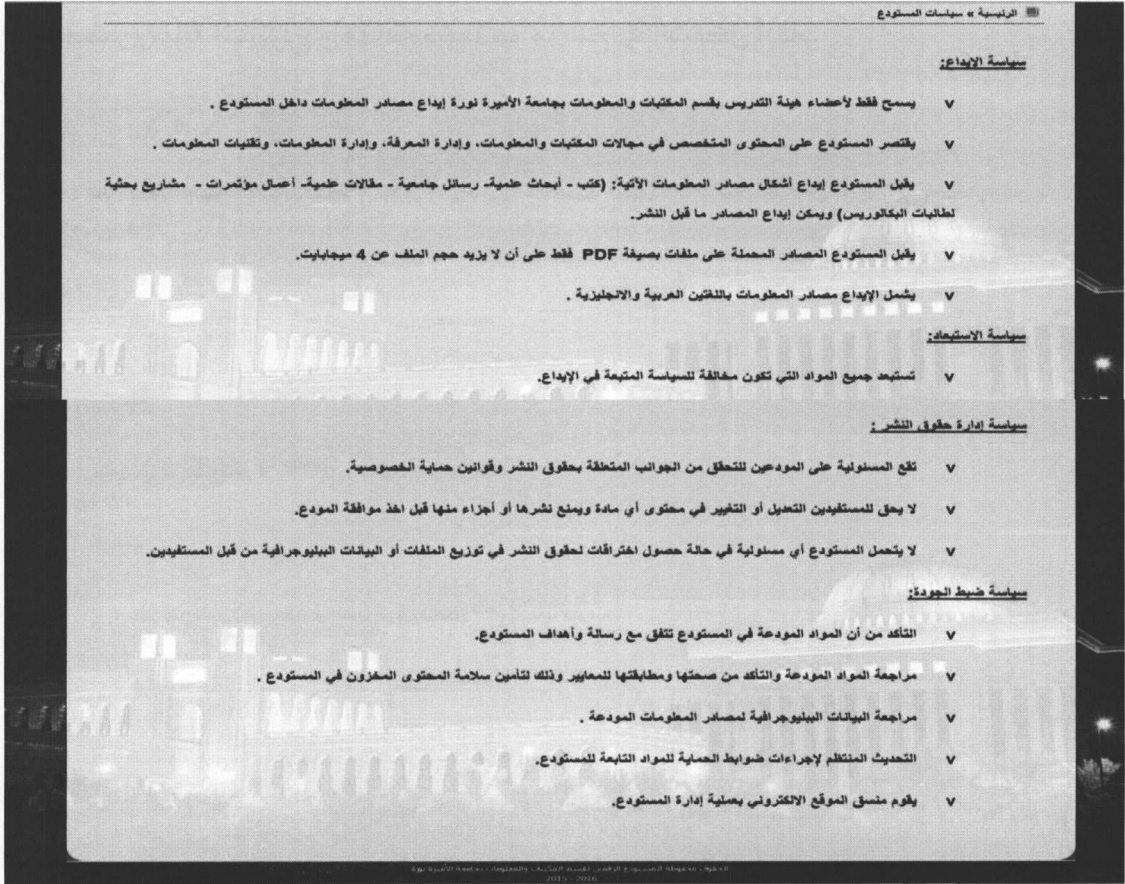 الرئيسية » سياسات المستودع
سياسة الإيداع:
v يسمح فقط لأعضاء هيئة التدريس بقسم المكتبات والمعلومات بجامعة الأميرة نورة إيداع مصادر المعلومات داخل المستودع .
v يقتصر المستودع على المحتوى المتخصص في مجالات المكتبات والمعلومات، وإدارة المعرفة، وإدارة المعلومات، وتقنيات المعلومات .
v يقبل المستودع إيداع أشكال مصادر المعلومات الآتية: (كتب - أبحاث علمية- رسائل جامعية - مقالات علمية- أعمال مؤتمرات - مشاريع بحثية
لطالبات البكالوريس) ويمكن إيداع المصادر ما قبل النشر.
v يقبل المستودع المصادر المحملة على ملفات بصيغة PDF فقط على أن لا يزيد حجم الملف عن 4 ميجابايت.
v يشمل الإيداع مصادر المعلومات باللغتين العربية والانجليزية .
سياسة الاستبعاد:
v تستبعد جميع المواد التي تكون مخالفة للسياسة المتبعة في الإيداع.
سياسة إدارة حقوق النشر :
v تقع المسئولية على المودعين للتحقق من الجوانب المتعلقة بحقوق النشر وقوانين حماية الخصوصية.
v لا يحق للمستفيدين التعديل أو التغيير في محتوى أي مادة ويمنع نشرها أو أجزاء منها قبل اخذ موافقة المودع.
v لا يتحمل المستودع أي مسئولية في حالة حصول اختراقات لحقوق النشر في توزيع الملفات أو البيانات الببليوجرافية من قبل المستفيدين.
سياسة ضبط الجودة:
v التأكد من أن المواد المودعة في المستودع تتفق مع رسالة وأهداف المستودع.
v مراجعة المواد المودعة والتأكد من صحتها ومطابقتها للمعايير وذلك لتأمين سلامة المحتوى المخزون في المستودع .
v مراجعة البيانات الببليوجرافية لمصادر المعلومات المودعة .
v التحديث المنتظم لإجراءات ضوابط الحماية للمواد التابعة للمستودع.
v يقوم منسق الموقع الالكتروني بعملية إدارة المستودع.
الحقوق محفوظة المستودع الرقمي لقسم المكتبات والمعلومات بجامعة الأميرة نورة
2015 - 2016